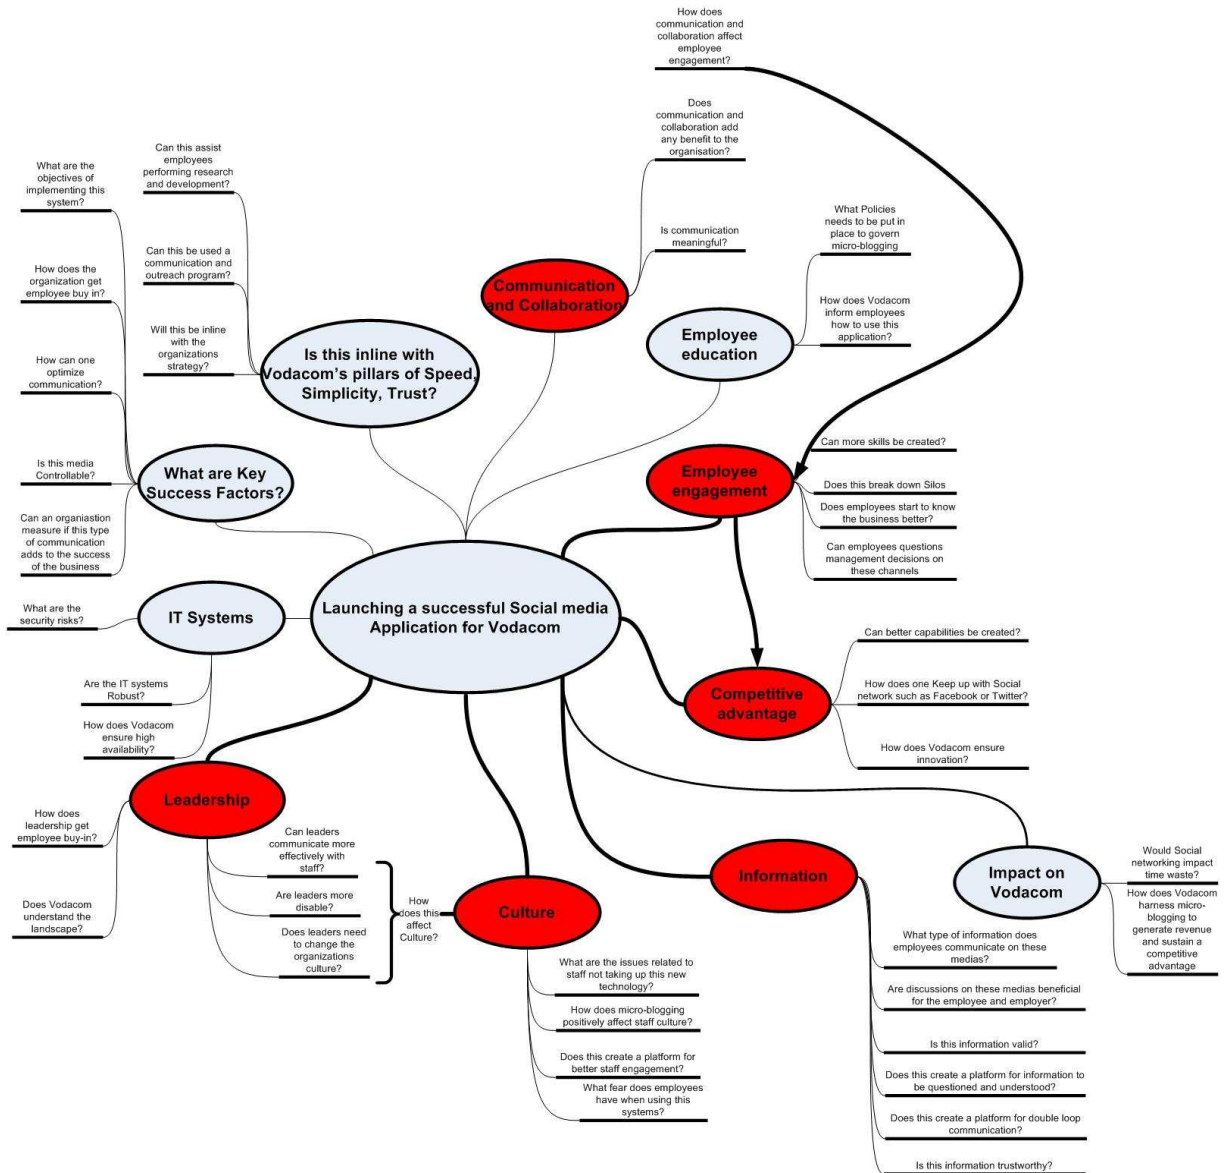 How does
communication and
collaboration affect
employee
engagement?
Does
communication and
collaboration add
any benefit to the
organisation?
Is communication
meaningful?
Communication
and Collaboration
What Policies
needs to be put in
place to govern
micro-blogging
How does Vodacom
inform employees
how to use this
application?
Employee
education
Can this assist
employees
performing research
and development?
Can this be used a
communication and
outreach program?
Will this be inline
with the
organizations
strategy?
Is this inline with
Vodacom's pillars of Speed,
Simplicity, Trust?
What are the
objectives of
implementing this
system?
How does the
organization get
employee buy in?
How can one
optimize
communication?
Is this media
Controllable?
Can an organiastion
measure if this type
of communication
adds to the success
of the business
What are Key
Success Factors?
Employee
engagement
Can more skills be created?
Does this break down Silos
Does employees start to know
the business better?
Can employees questions
management decisions on
these channels
Launching a successful Social media
Application for Vodacom
IT Systems
What are the
security risks?
Are the IT systems
Robust?
How does Vodacom
ensure high
availability?
Competitive
advantage
Can better capabilities be created?
How does one Keep up with Social
network such as Facebook or Twitter?
How does Vodacom ensure
innovation?
Leadership
How does
leadership get
employee buy-in?
Does Vodacom
understand the
landscape?
Can leaders
communicate more
effectively with
staff?
Are leaders more
disable?
Does leaders need
to change the
organizations
culture?
How
does this
affect
Culture?
Culture
What are the issues related to
staff not taking up this new
technology?
How does micro-blogging
positively affect staff culture?
Does this create a platform for
better staff engagement?
What fear does employees
have when using this
systems?
Information
What type of information does
employees communicate on these
medias?
Are discussions on these medias beneficial
for the employee and employer?
Is this information valid?
Does this create a platform for information to
be questioned and understood?
Does this create a platform for double loop
communication?
Is this information trustworthy?
Impact on
Vodacom
Would Social
networking impact
time waste?
How does Vodacom
harness micro-
blogging to
generate revenue
and sustain a
competitive
advantage